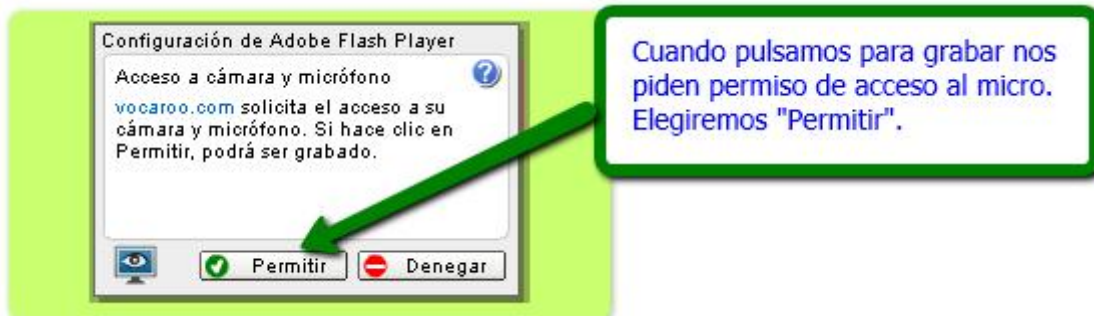 Configuración de Adobe Flash Player
Acceso a cámara y micrófono
vocaroo.com solicita el acceso a su
cámara y micrófono. Si hace clic en
Permitir, podrá ser grabado.
Permitir
Denegar
Cuando pulsamos para grabar nos
piden permiso de acceso al micro.
Elegiremos "Permitir".